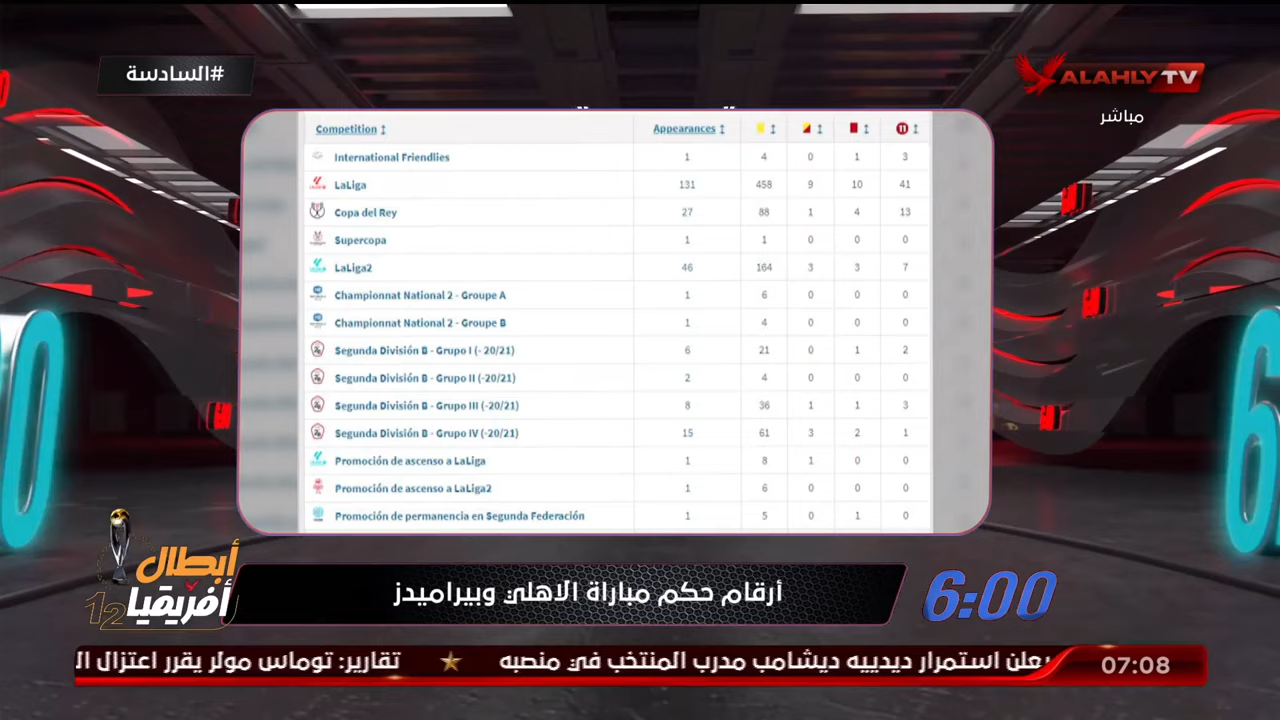 #السادسة
ALAHLY TV
مباشر
Competition Appearances
International Friendlies 1 4 0 1 3
LaLiga 131 458 9 10 41
Copa del Rey 27 88 1 4 13
Supercopa 1 1 0 0 0
LaLiga2 46 164 3 3 7
Championnat National 2 - Groupe A 1 6 0 0 0
Championnat National 2 - Groupe B 1 4 0 0 0
Segunda División B - Grupo I (- 20/21) 6 21 0 1 2
Segunda División B - Grupo II (-20/21) 2 4 0 0 0
Segunda División B - Grupo III (-20/21) 8 36 1 1 3
Segunda División B - Grupo IV (-20/21) 15 61 3 2 1
Promoción de ascenso a LaLiga 1 8 1 0 0
Promoción de ascenso a LaLiga2 1 6 0 0 0
Promoción de permanencia en Segunda Federación 1 5 0 1 0
0
6
أبطال
أفريقيا
12
أرقام حكم مباراة الاهلي وبيراميدز
6:00
يعلن استمرار ديدييه ديشامب مدرب المنتخب في منصبه ★ تقارير: توماس مولر يقرر اعتزال ال
07:08